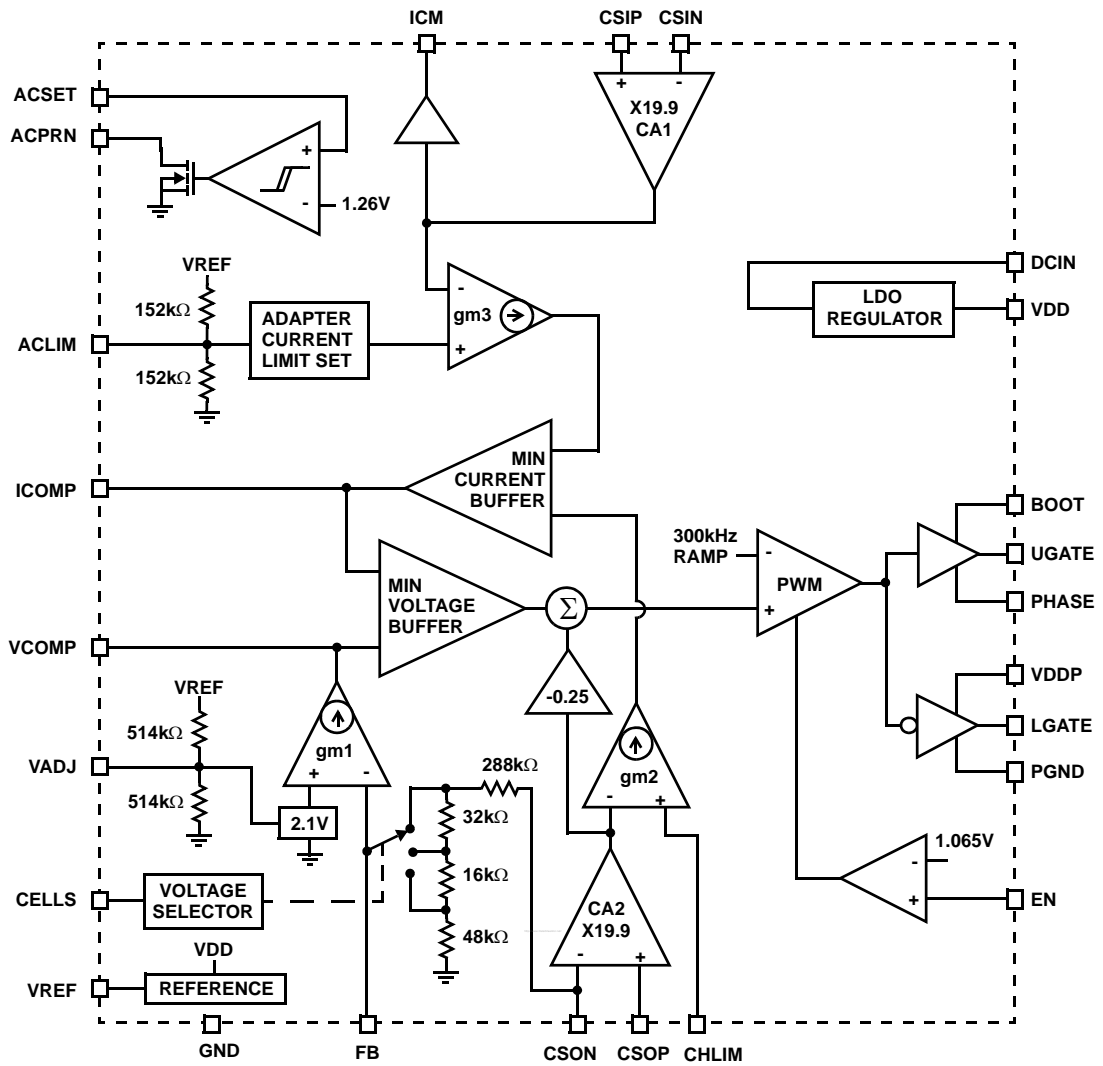 ICM
CSIP
CSIN
ACSET
ACPRN
+
-
1.26V
+
-
X19.9
CA1
VREF
152kΩ
152kΩ
ACLIM
ADAPTER
CURRENT
LIMIT SET
-
gm3
+
DCIN
LDO
REGULATOR
VDD
ICOMP
MIN
CURRENT
BUFFER
MIN
VOLTAGE
BUFFER
Σ
300kHz
RAMP
-
PWM
+
BOOT
UGATE
PHASE
VCOMP
VREF
514kΩ
VADJ
514kΩ
gm1
+
-
2.1V
-0.25
gm2
-
+
VDDP
LGATE
PGND
288kΩ
32kΩ
16kΩ
48kΩ
CA2
X19.9
-
+
1.065V
-
+
EN
CELLS
VOLTAGE
SELECTOR
VDD
VREF
REFERENCE
GND
FB
CSON
CSOP
CHLIM